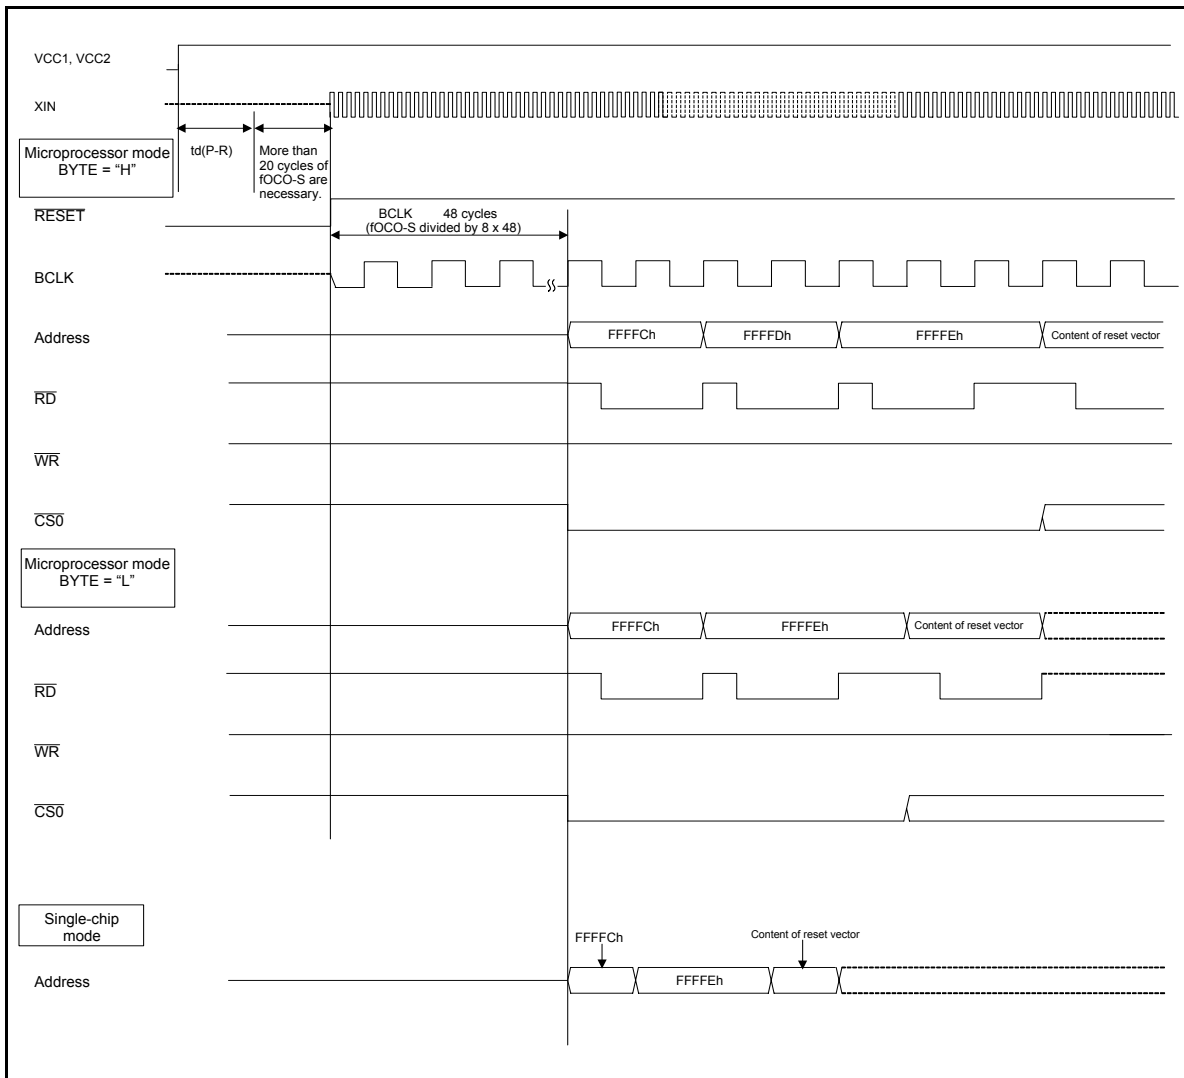 VCC1, VCC2
XIN
td(P-R)
More than
20 cycles of
fOCO-S are
necessary.
Microprocessor mode
BYTE = “H”
RESET
BCLK 48 cycles
(fOCO-S divided by 8 x 48)
BCLK
Address
FFFFCh
FFFFDh
FFFFEh
Content of reset vector
RD
WR
CS0
Microprocessor mode
BYTE = “L”
Address
FFFFCh
FFFFEh
Content of reset vector
RD
WR
CS0
Single-chip
mode
FFFFCh
Content of reset vector
Address
FFFFEh